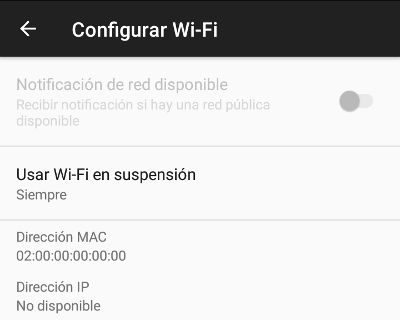 Configurar Wi-Fi
Notificación de red disponible
Recibir notificación si hay una red pública
disponible
Usar Wi-Fi en suspensión
Siempre
Dirección MAC
02:00:00:00:00:00
Dirección IP
No disponible